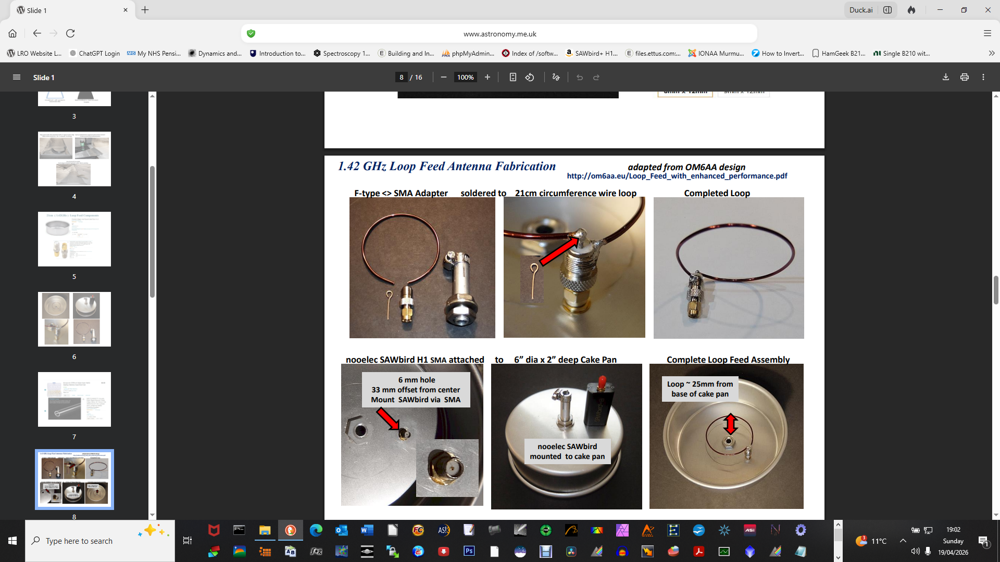 Slide 1
Duck.ai
www.astronomy.me.uk
LRO Website L...
ChatGPT Login
My NHS Pensi...
Dynamics and...
Introduction to...
Spectroscopy 1...
Building and In...
phpMyAdmin...
Index of /softw...
SAWbird+ H1...
files.ettus.com:...
IONAA Murmu...
How to Invert...
HamGeek B21...
Single B210 wit...
Slide 1
8 / 16
100%
3
4
5
6
7
8
1.42 GHz Loop Feed Antenna Fabrication
adapted from OM6AA design
http://om6aa.eu/Loop_Feed_with_enhanced_performance.pdf
F-type <> SMA Adapter soldered to 21cm circumference wire loop
Completed Loop
nooelec SAWbird H1 SMA attached to 6” dia x 2” deep Cake Pan
Complete Loop Feed Assembly
6 mm hole
33 mm offset from center
Mount SAWbird via SMA
nooelec SAWbird
mounted to cake pan
Loop ~ 25mm from
base of cake pan
Type here to search
11°C
19:02
Sunday
19/04/2026